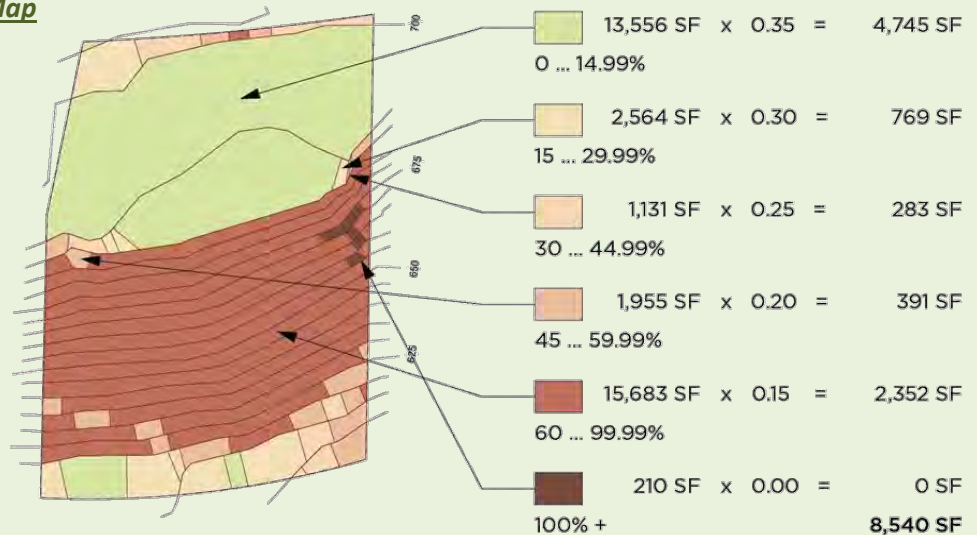 Map
700
675
650
625
13,556 SF x 0.35 = 4,745 SF
0 ... 14.99%
2,564 SF x 0.30 = 769 SF
15 ... 29.99%
1,131 SF x 0.25 = 283 SF
30 ... 44.99%
1,955 SF x 0.20 = 391 SF
45 ... 59.99%
15,683 SF x 0.15 = 2,352 SF
60 ... 99.99%
210 SF x 0.00 = 0 SF
100% + 8,540 SF